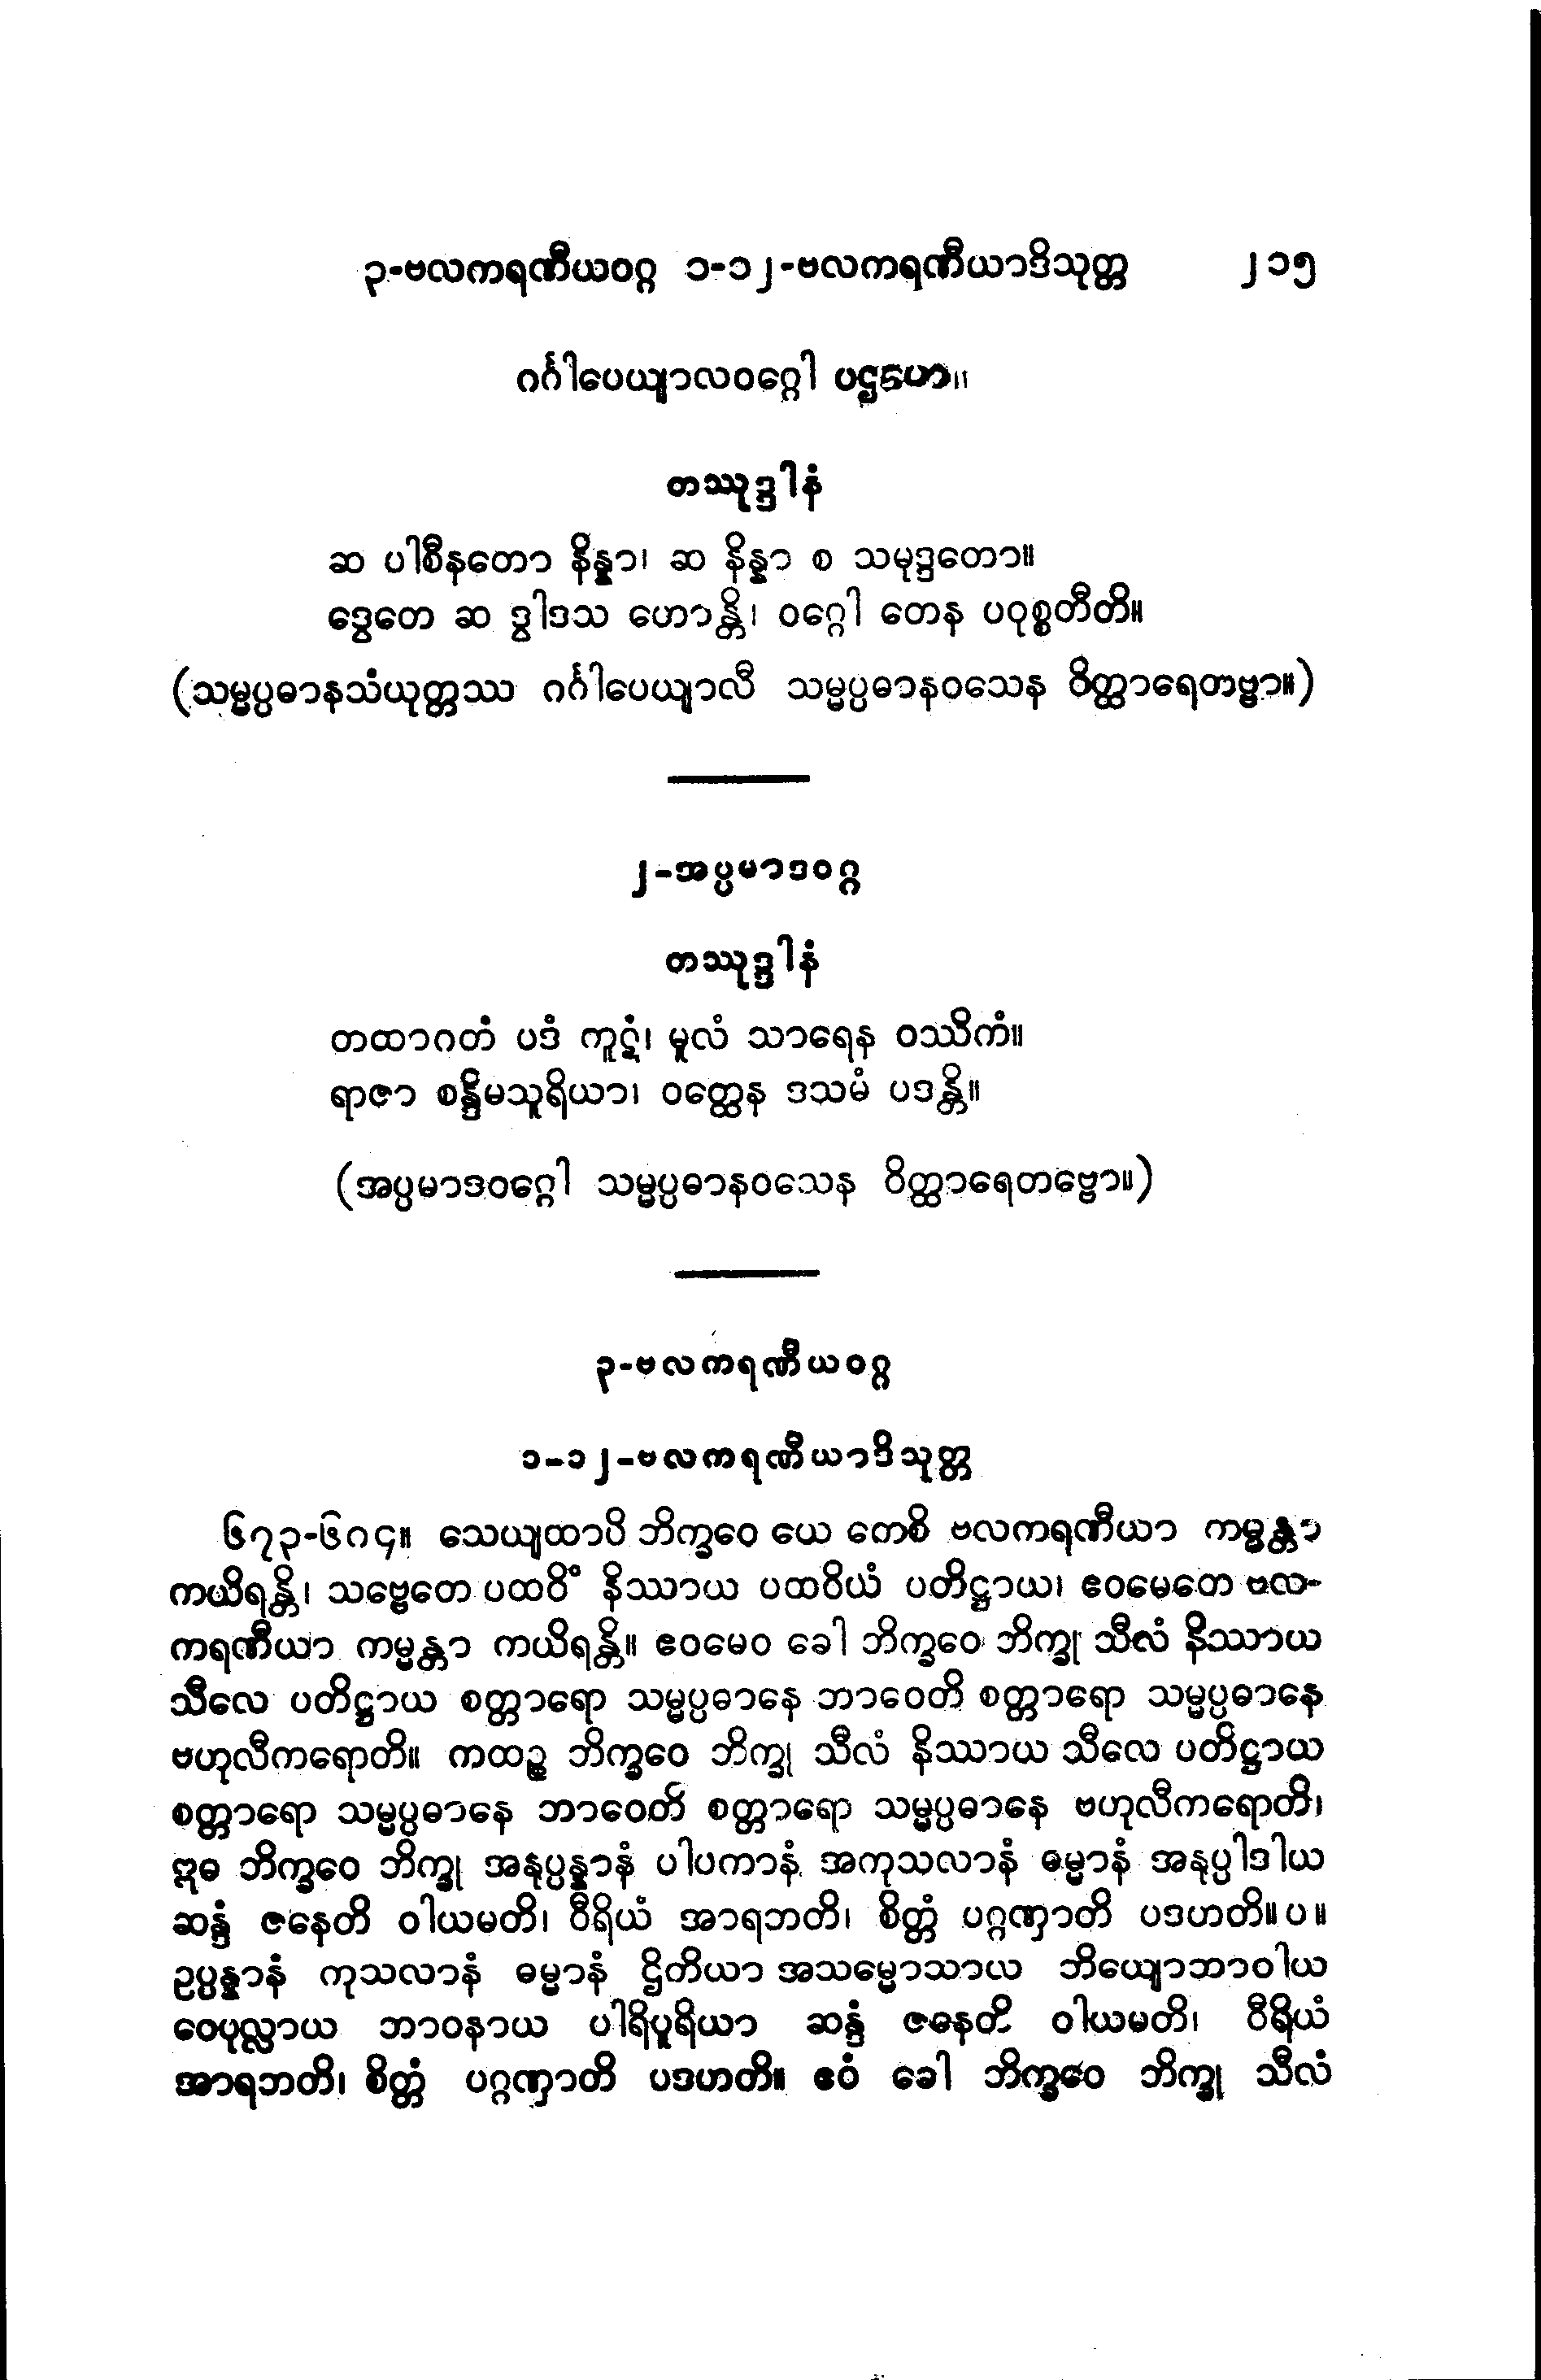 ၃-ဗလကရဏီယဝဂ္ဂ ၁-၁၂-ဗလကရဏီယာဒိသုတ္တ ၂၁၅
ဂင်္ဂါပေယျာလဝဂ္ဂေါ ပဌမော။
တဿုဒ္ဒါနံ
ဆ ပါစီနတော နိန္နာ၊ ဆ နိန္နာ စ သမုဒ္ဒတော။
ဒွေတေ ဆ ဒွါဒသ ဟောန္တိ၊ ဝဂ္ဂေါ တေန ပဝုစ္စတီတိ။
(သမ္မပ္ပဓာနသံယုတ္တဿ ဂင်္ဂါပေယျာလီ သမ္မပ္ပဓာနဝသေန ဝိတ္ထာရေတဗ္ဗာ။)
၂-အပ္ပမာဒဝဂ္ဂ
တဿုဒ္ဒါနံ
တထာဂတံ ပဒံ ကူဋံ၊ မူလံ သာရေန ဝဿိကံ။
ရာဇာ စန္ဒိမသူရိယာ၊ ဝတ္ထေန ဒသမံ ပဒန္တိ။
(အပ္ပမာဒဝဂ္ဂေါ သမ္မပ္ပဓာနဝသေန ဝိတ္ထာရေတဗ္ဗော။)
၃-ဗလကရဏီယဝဂ္ဂ
၁-၁၂-ဗလကရဏီယာဒိသုတ္တ
၆၇၃-၆၈၄။ သေယျထာပိ ဘိက္ခဝေ ယေ ကေစိ ဗလကရဏီယာ ကမ္မန္တာ
ကယိရန္တိ၊ သဗ္ဗေတေ ပထဝိံ နိဿာယ ပထဝိယံ ပတိဋ္ဌာယ၊ ဧဝမေတေ ဗလ-
ကရဏီယာ ကမ္မန္တာ ကယိရန္တိ။ ဧဝမေဝ ခေါ ဘိက္ခဝေ ဘိက္ခု သီလံ နိဿာယ
သီလေ ပတိဋ္ဌာယ စတ္တာရော သမ္မပ္ပဓာနေ ဘာဝေတိ စတ္တာရော သမ္မပ္ပဓာနေ
ဗဟုလီကရောတိ။ ကထဉ္စ ဘိက္ခဝေ ဘိက္ခု သီလံ နိဿာယ သီလေ ပတိဋ္ဌာယ
စတ္တာရော သမ္မပ္ပဓာနေ ဘာဝေတိ စတ္တာရော သမ္မပ္ပဓာနေ ဗဟုလီကရောတိ၊
ဣဓ ဘိက္ခဝေ ဘိက္ခု အနုပ္ပန္နာနံ ပါပကာနံ အကုသလာနံ ဓမ္မာနံ အနုပ္ပါဒါယ
ဆန္ဒံ ဇနေတိ ဝါယမတိ၊ ဝီရိယံ အာရဘတိ၊ စိတ္တံ ပဂ္ဂဏှာတိ ပဒဟတိ။ပ။
ဥပ္ပန္နာနံ ကုသလာနံ ဓမ္မာနံ ဌိတိယာ အသမ္မောသာယ ဘိယျောဘာဝါယ
ဝေပုလ္လာယ ဘာဝနာယ ပါရိပူရိယာ ဆန္ဒံ ဇနေတိ ဝါယမတိ၊ ဝီရိယံ
အာရဘတိ၊ စိတ္တံ ပဂ္ဂဏှာတိ ပဒဟတိ။ ဧဝံ ခေါ ဘိက္ခဝေ ဘိက္ခု သီလံ